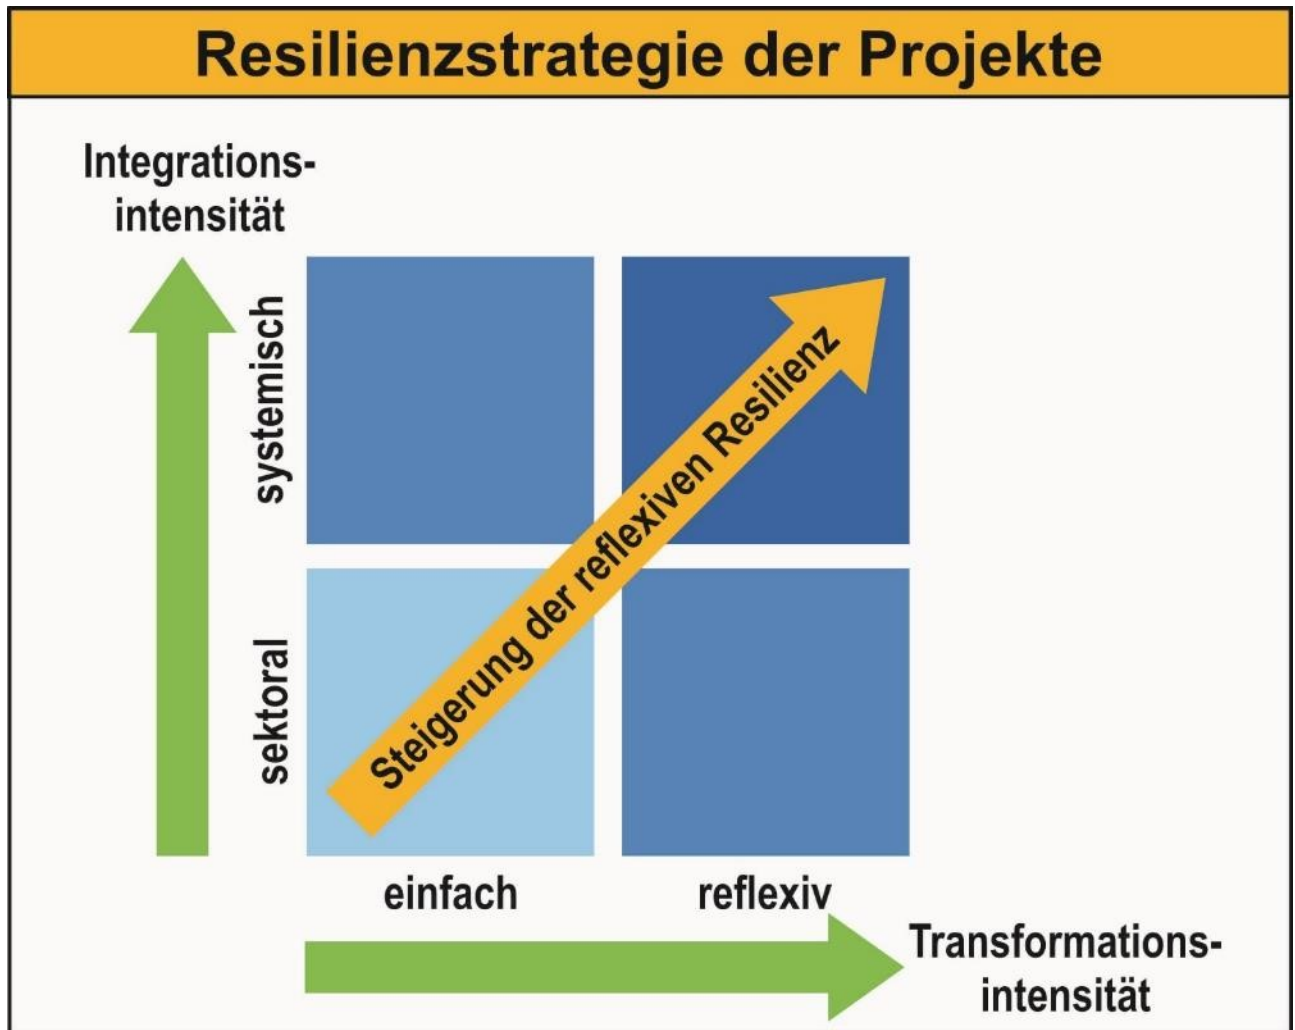 Resilienzstrategie der Projekte
Integrations-
intensität
systemisch
sektoral
Steigerung der reflexiven Resilienz
einfach
reflexiv
Transformations-
intensität